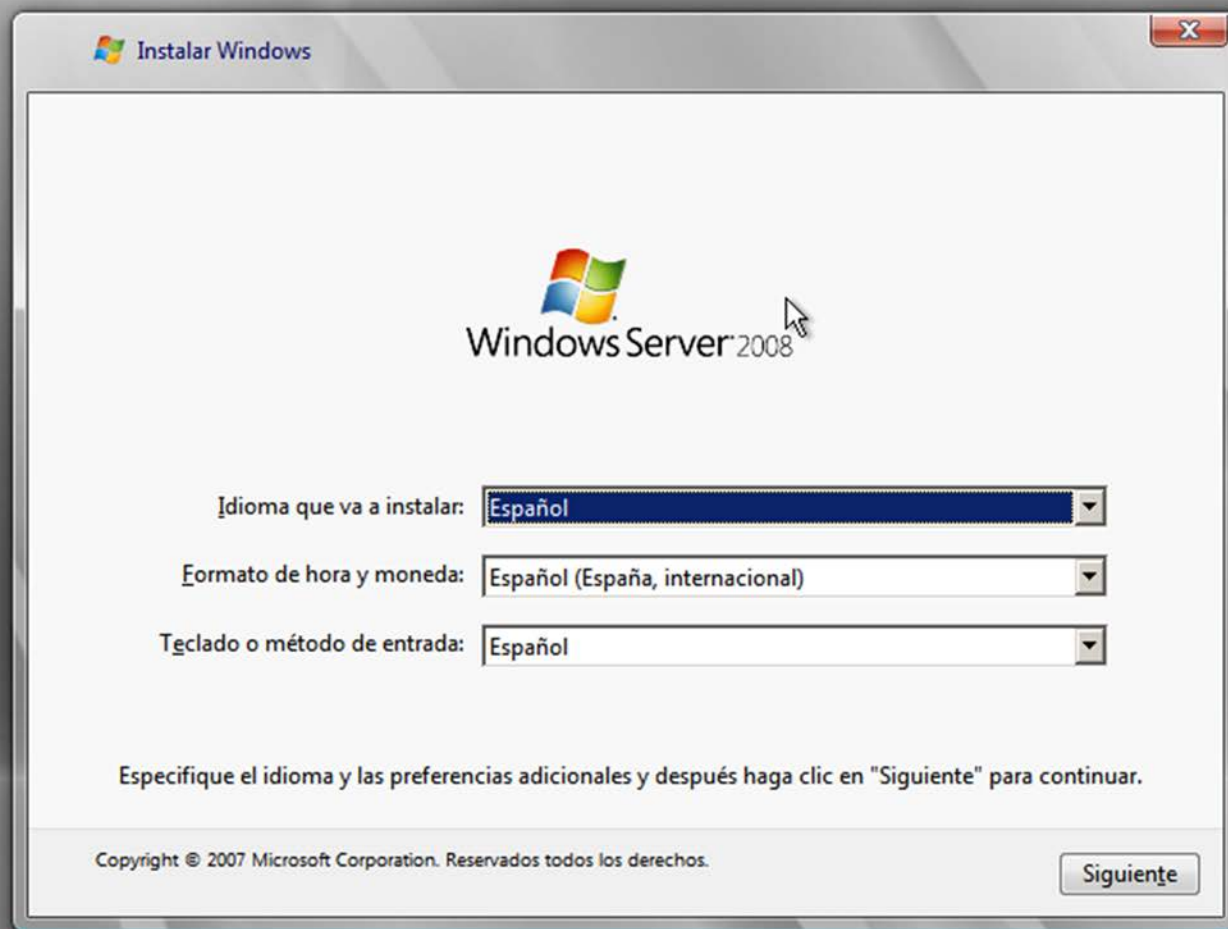 Instalar Windows
Windows Server 2008
Idioma que va a instalar: Español
Formato de hora y moneda: Español (España, internacional)
Teclado o método de entrada: Español
Especifique el idioma y las preferencias adicionales y después haga clic en "Siguiente" para continuar.
Copyright © 2007 Microsoft Corporation. Reservados todos los derechos.
Siguiente